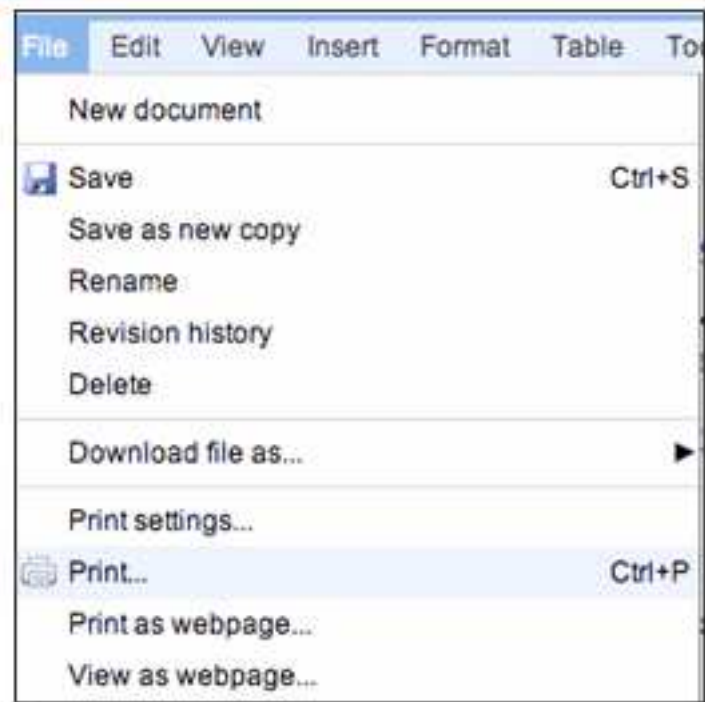 File Edit View Insert Format Table
New document
Save Ctrl+S
Save as new copy
Rename
Revision history
Delete
Download file as...
Print settings...
Print... Ctrl+P
Print as webpage...
View as webpage...